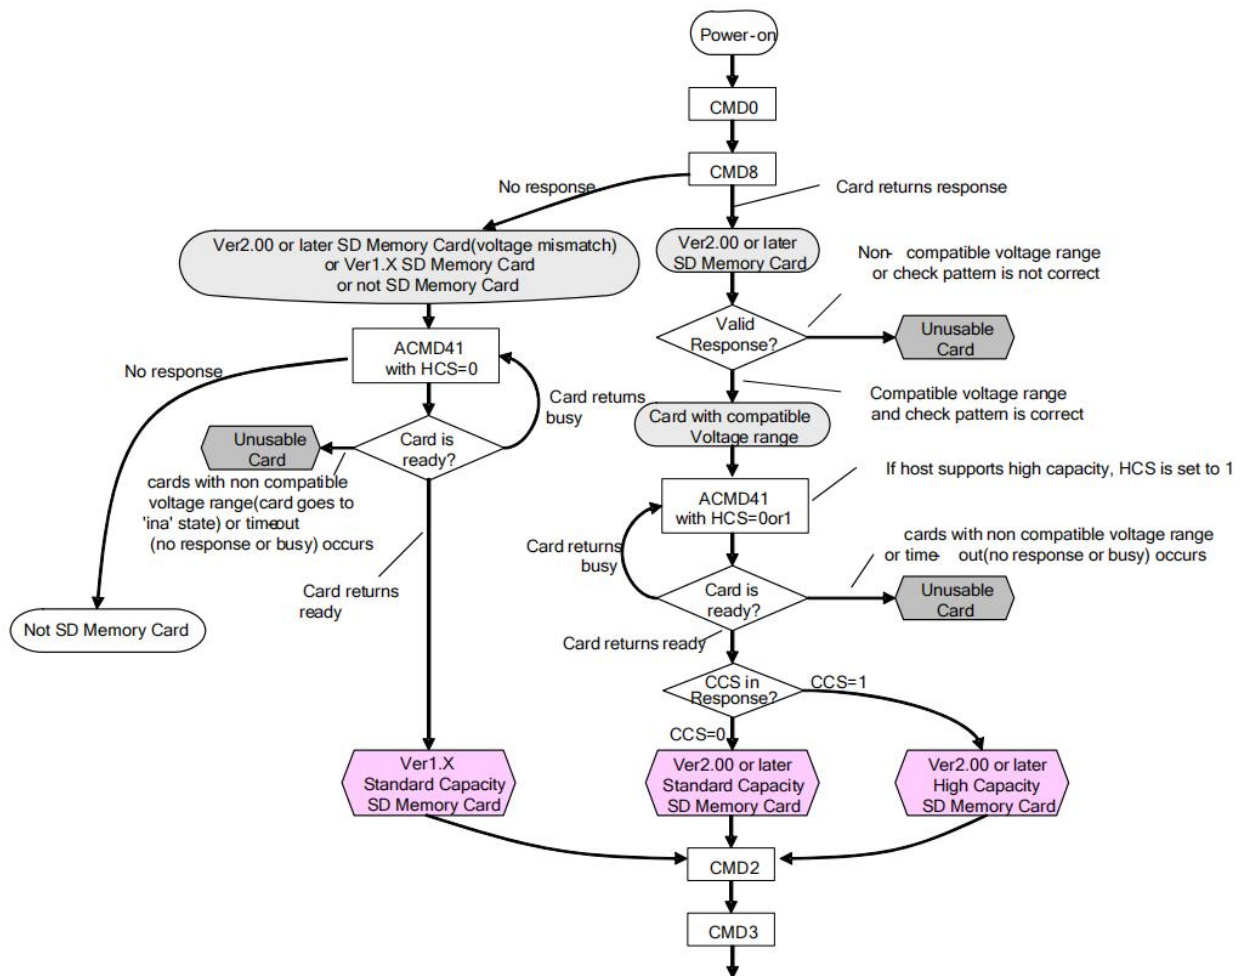 Power-on
CMD0
CMD8
No response
Card returns response
Ver2.00 or later SD Memory Card(voltage mismatch)
or Ver1.X SD Memory Card
or not SD Memory Card
Ver2.00 or later
SD Memory Card
Non- compatible voltage range
or check pattern is not correct
Valid
Response?
Unusable
Card
ACMD41
with HCS=0
No response
Card returns
busy
Compatible voltage range
and check pattern is correct
Card with compatible
Voltage range
Unusable
Card
Card is
ready?
cards with non compatible
voltage range(card goes to
'ina' state) or time-out
(no response or busy) occurs
If host supports high capacity, HCS is set to 1
ACMD41
with HCS=0or1
Card returns
busy
cards with non compatible voltage range
or time- out(no response or busy) occurs
Card is
ready?
Unusable
Card
Card returns
ready
Not SD Memory Card
Card returns ready
CCS in
Response?
CCS=1
CCS=0
Ver1.X
Standard Capacity
SD Memory Card
Ver2.00 or later
Standard Capacity
SD Memory Card
Ver2.00 or later
High Capacity
SD Memory Card
CMD2
CMD3